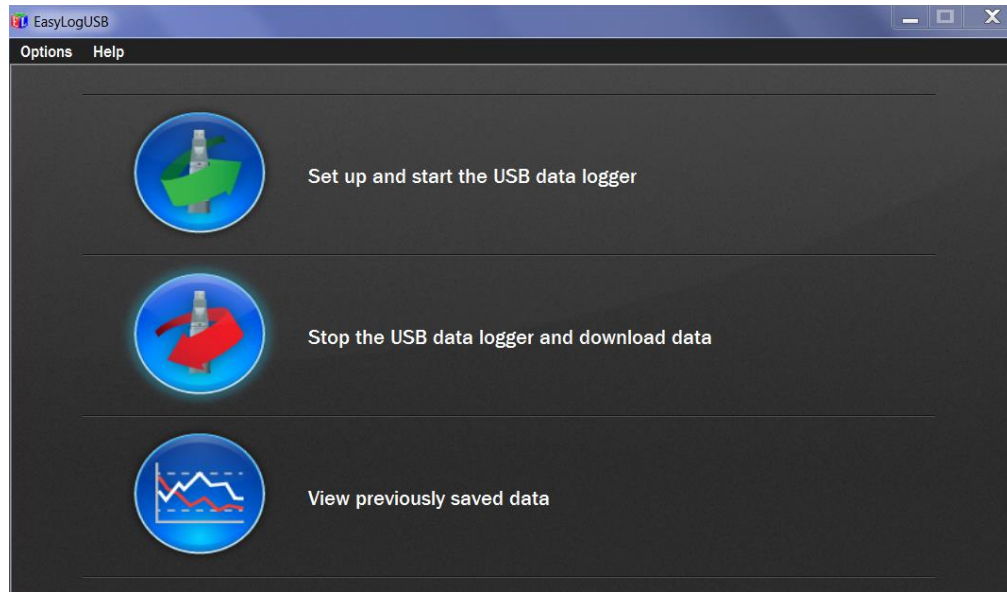 EasyLogUSB
Options Help
Set up and start the USB data logger
Stop the USB data logger and download data
View previously saved data